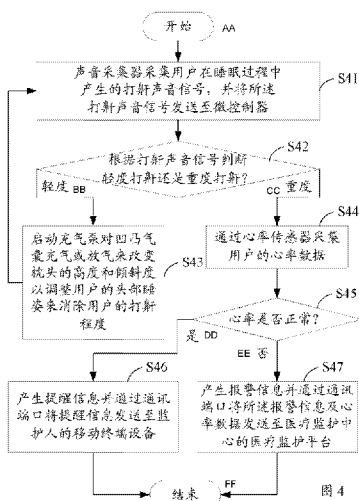 开始
AA
声音采集器采集用户在睡眠过程中
产生的打鼾声音信号，并将所述
打鼾声音信号发送至微控制器
S41
S42
根据打鼾声音信号判断
轻度打鼾还是重度打鼾?
轻度 BB
CC 重度
启动充气泵对凹凸气
囊充气或放气来改变
枕头的高度和倾斜度
以调整用户的头部睡
姿来消除用户的打鼾
程度
S43
S44
通过心率传感器采集
用户的心率数据
S45
心率是否正常?
是 DD
EE 否
S46
产生提醒信息并通过通讯
端口将提醒信息发送至监
护人的移动终端设备
S47
产生报警信息并通过通讯
端口将所述报警信息及心
率数据发送至医疗监护中
心的医疗监护平台
结束
FF
图 4